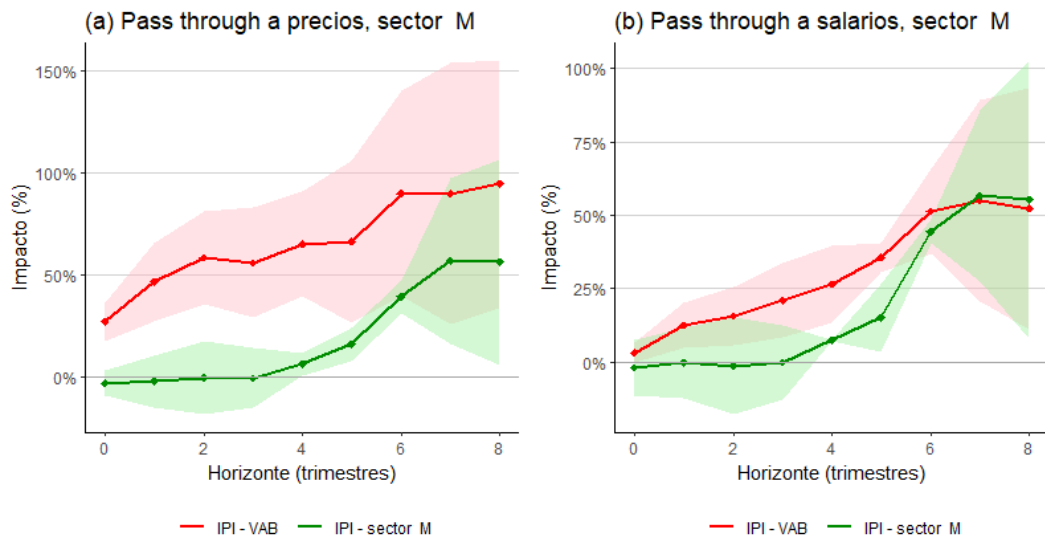 (a) Pass through a precios, sector M
150%
100%
50%
0%
Impacto (%)
0 2 4 6 8
Horizonte (trimestres)
IPI - VAB IPI - sector M
(b) Pass through a salarios, sector M
100%
75%
50%
25%
0%
Impacto (%)
0 2 4 6 8
Horizonte (trimestres)
IPI - VAB IPI - sector M